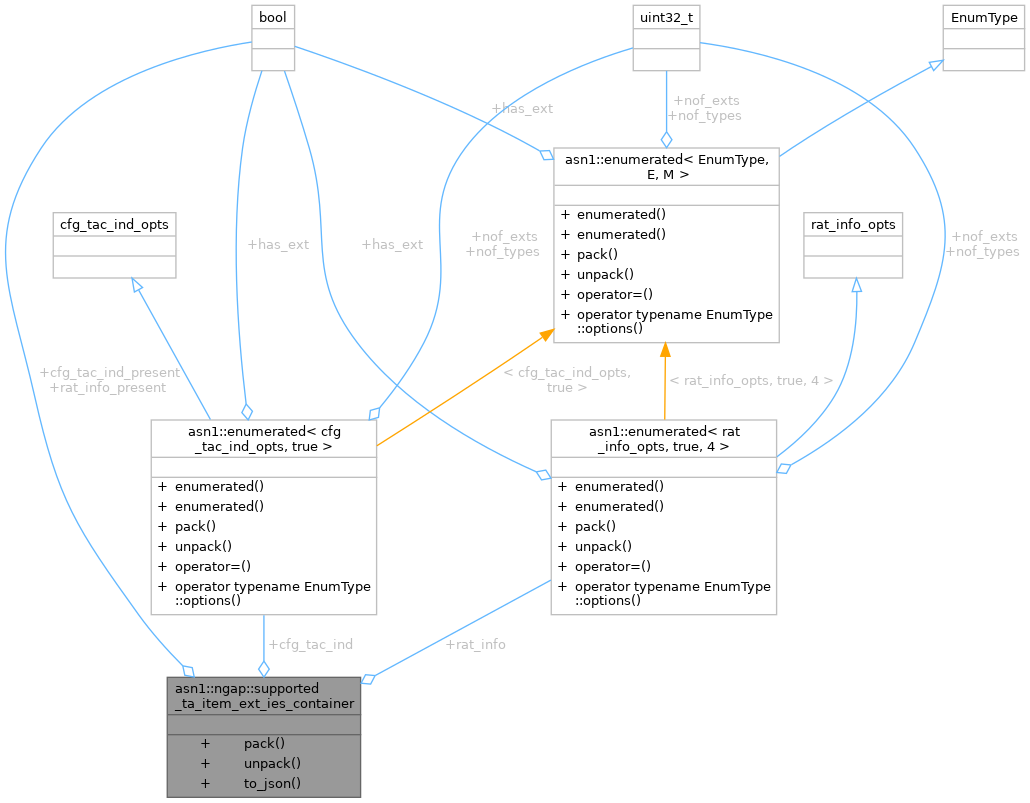 bool
uint32_t
EnumType
+has_ext
+nof_exts
+nof_types
asn1::enumerated< EnumType,
E, M >
+ enumerated()
+ enumerated()
+ pack()
+ unpack()
+ operator=()
+ operator typename EnumType
::options()
cfg_tac_ind_opts
rat_info_opts
+has_ext
+has_ext
+nof_exts
+nof_types
+nof_exts
+nof_types
+cfg_tac_ind_present
+rat_info_present
< cfg_tac_ind_opts,
true >
< rat_info_opts, true, 4 >
asn1::enumerated< cfg
_tac_ind_opts, true >
+ enumerated()
+ enumerated()
+ pack()
+ unpack()
+ operator=()
+ operator typename EnumType
::options()
asn1::enumerated< rat
_info_opts, true, 4 >
+ enumerated()
+ enumerated()
+ pack()
+ unpack()
+ operator=()
+ operator typename EnumType
::options()
+cfg_tac_ind
+rat_info
asn1::ngap::supported
_ta_item_ext_ies_container
+ pack()
+ unpack()
+ to_json()